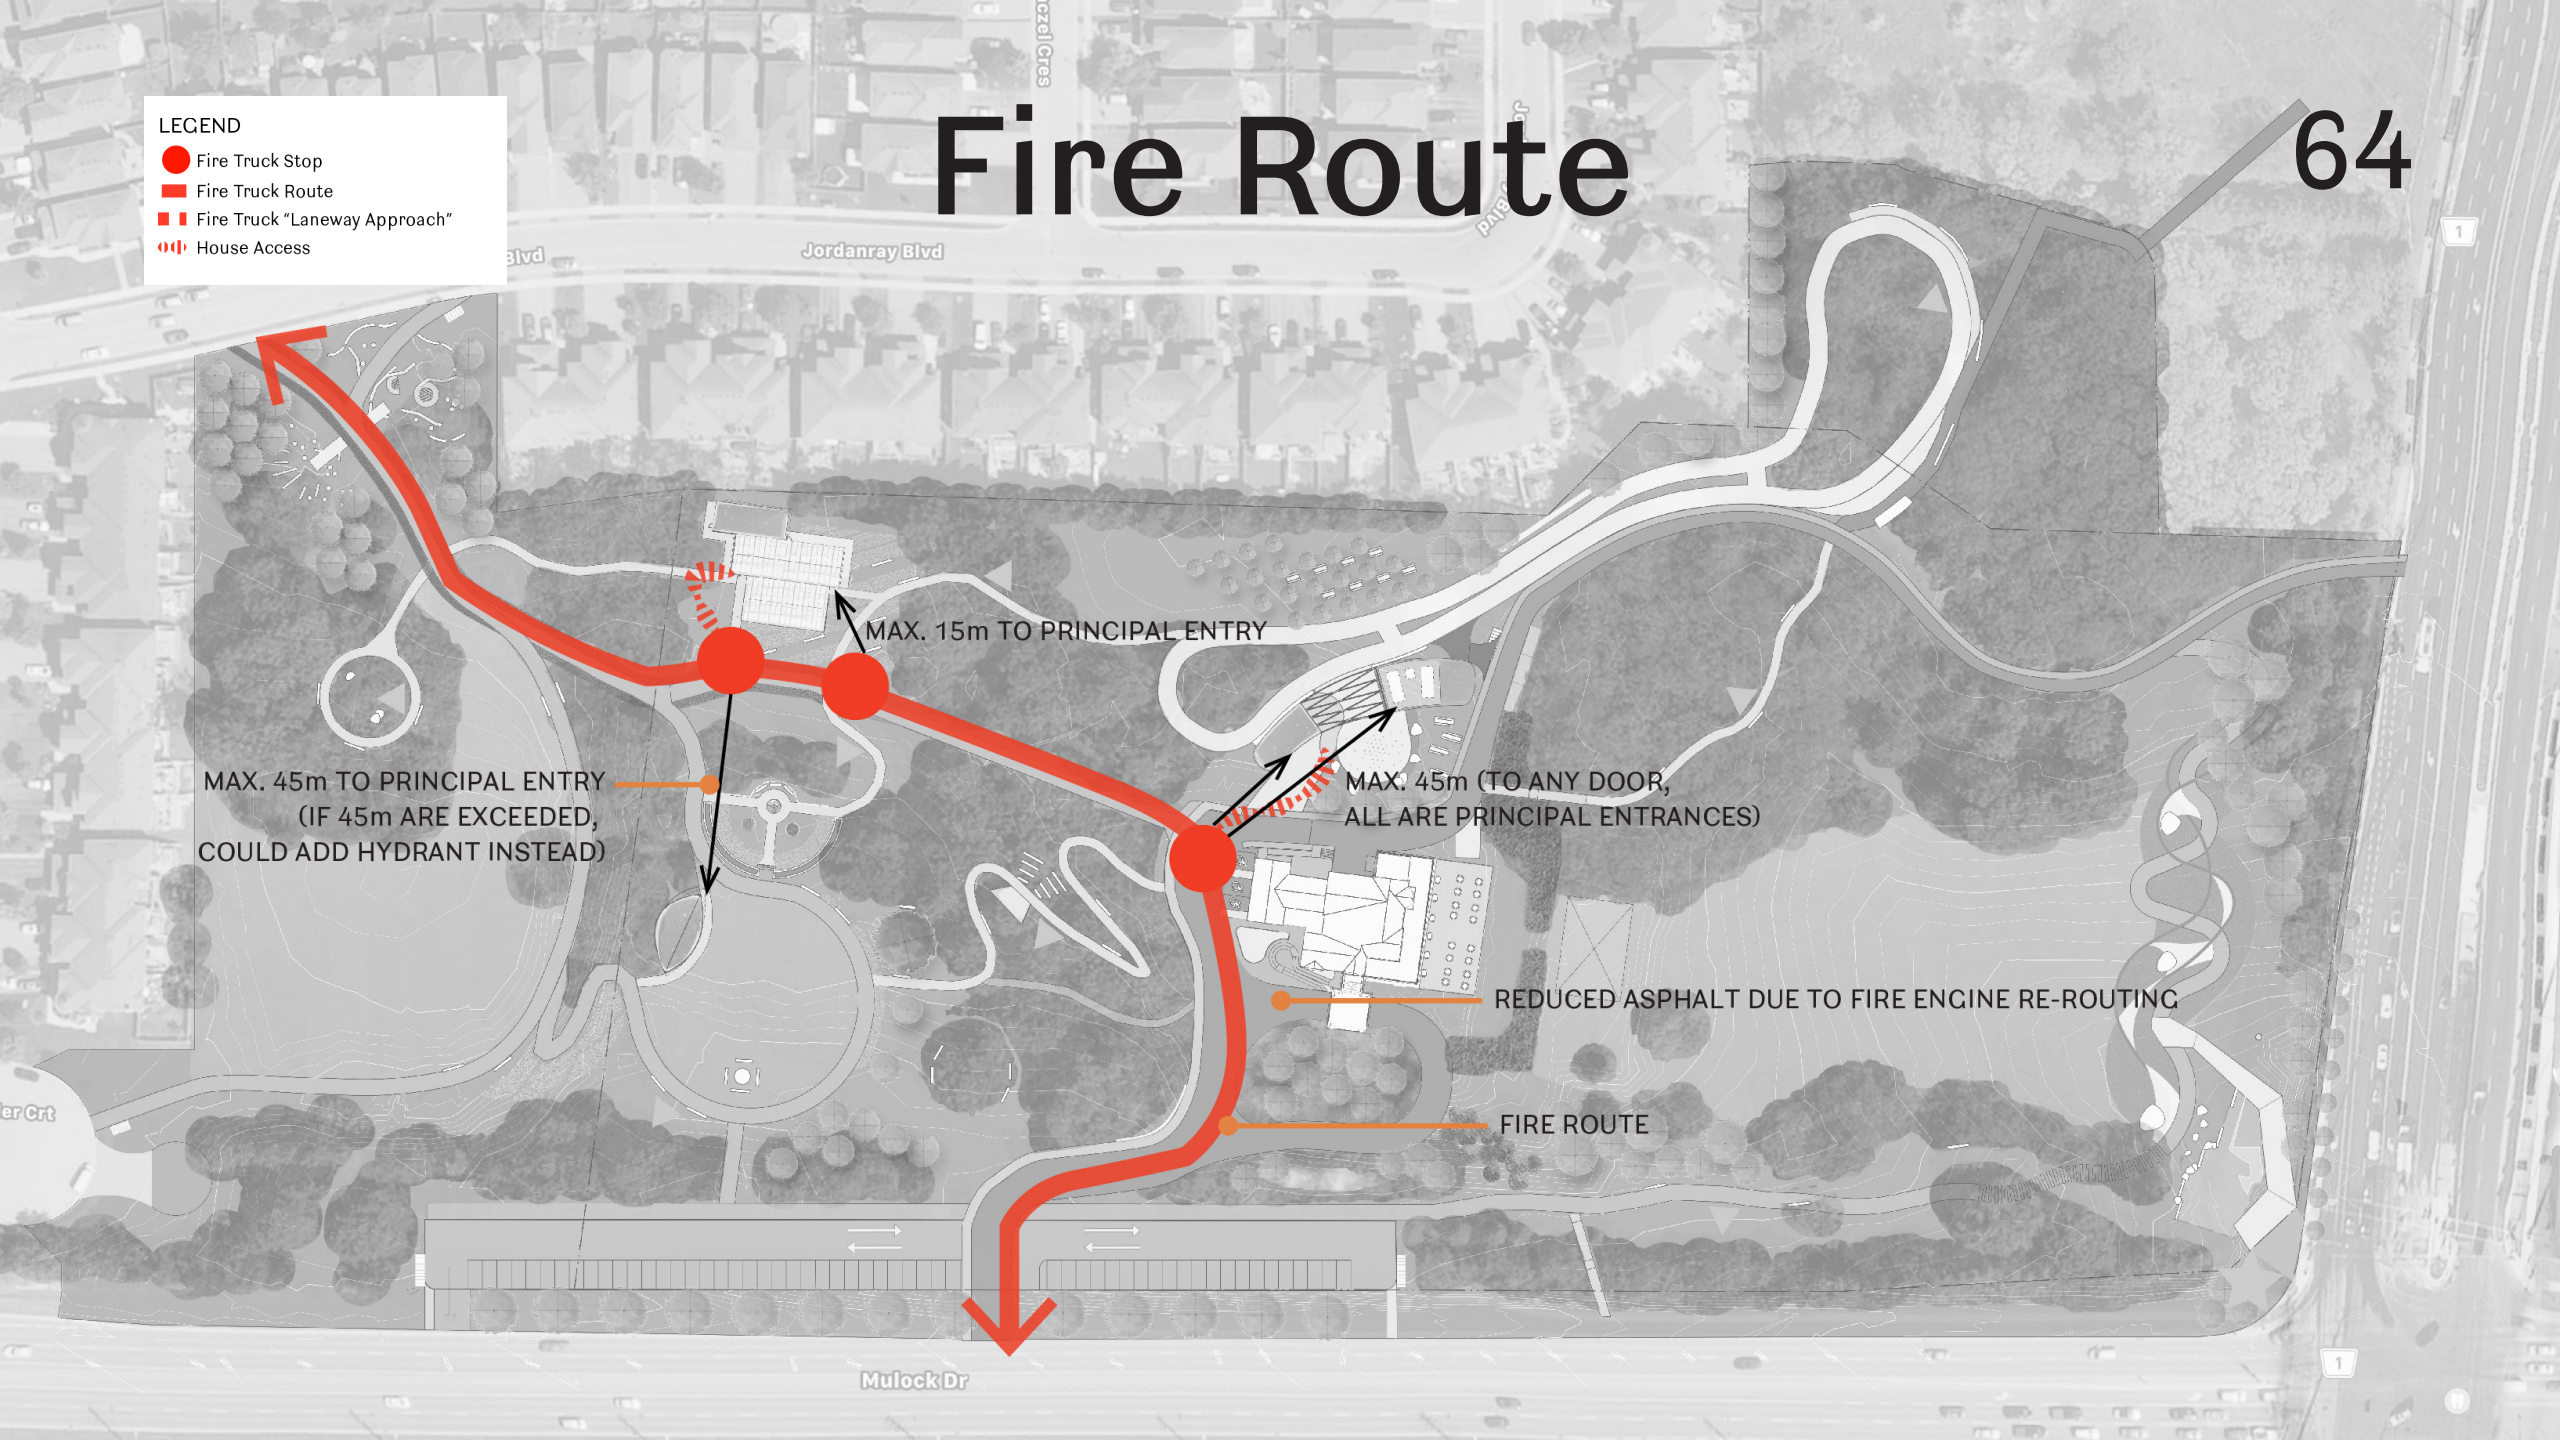 Fire Route
64
LEGEND
Fire Truck Stop
Fire Truck Route
Fire Truck “Laneway Approach”
House Access
Blvd
Jordanray Blvd
Blvd
MAX. 15m TO PRINCIPAL ENTRY
MAX. 45m TO PRINCIPAL ENTRY
(IF 45m ARE EXCEEDED,
COULD ADD HYDRANT INSTEAD)
MAX. 45m (TO ANY DOOR,
ALL ARE PRINCIPAL ENTRANCES)
REDUCED ASPHALT DUE TO FIRE ENGINE RE-ROUTING
FIRE ROUTE
Crt
Mulock Dr
1
1